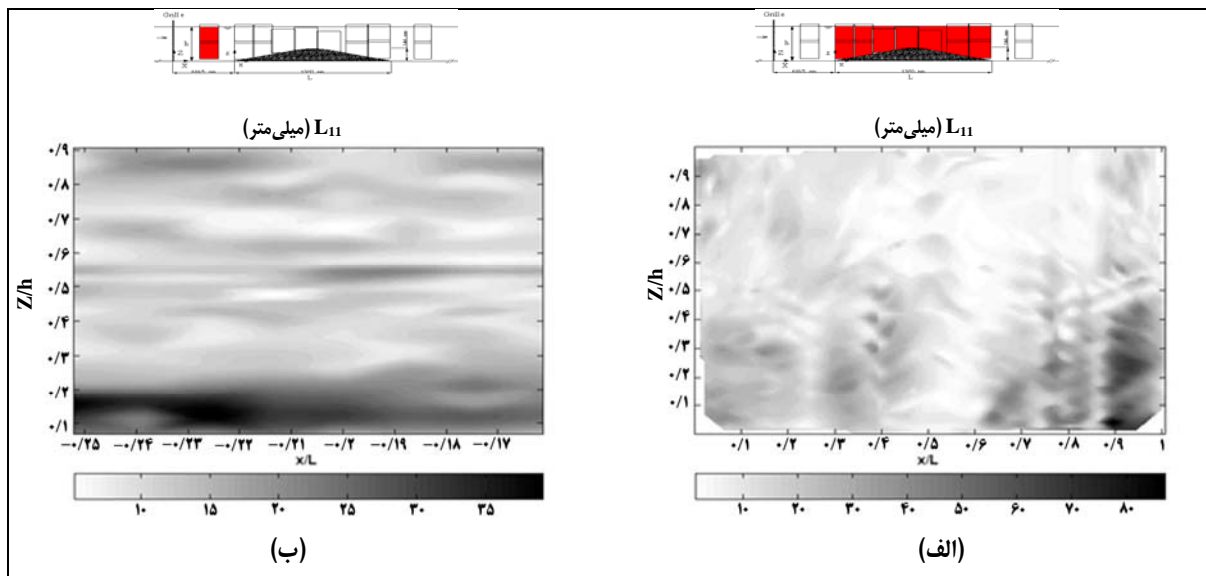 Grille
L
L₁₁ (میلی‌متر)
Z/h
۰/۹
۰/۸
۰/۷
۰/۶
۰/۵
۰/۴
۰/۳
۰/۲
۰/۱
۰/۱ ۰/۲ ۰/۳ ۰/۴ ۰/۵ ۰/۶ ۰/۷ ۰/۸ ۰/۹ ۱
x/L
۱۰ ۲۰ ۳۰ ۴۰ ۵۰ ۶۰ ۷۰ ۸۰
(الف)
Grille
L
L₁₁ (میلی‌متر)
Z/h
۰/۹
۰/۸
۰/۷
۰/۶
۰/۵
۰/۴
۰/۳
۰/۲
۰/۱
−۰/۲۵ −۰/۲۴ −۰/۲۳ −۰/۲۲ −۰/۲۱ −۰/۲ −۰/۱۹ −۰/۱۸ −۰/۱۷
x/L
۱۰ ۱۵ ۲۰ ۲۵ ۳۰ ۳۵
(ب)